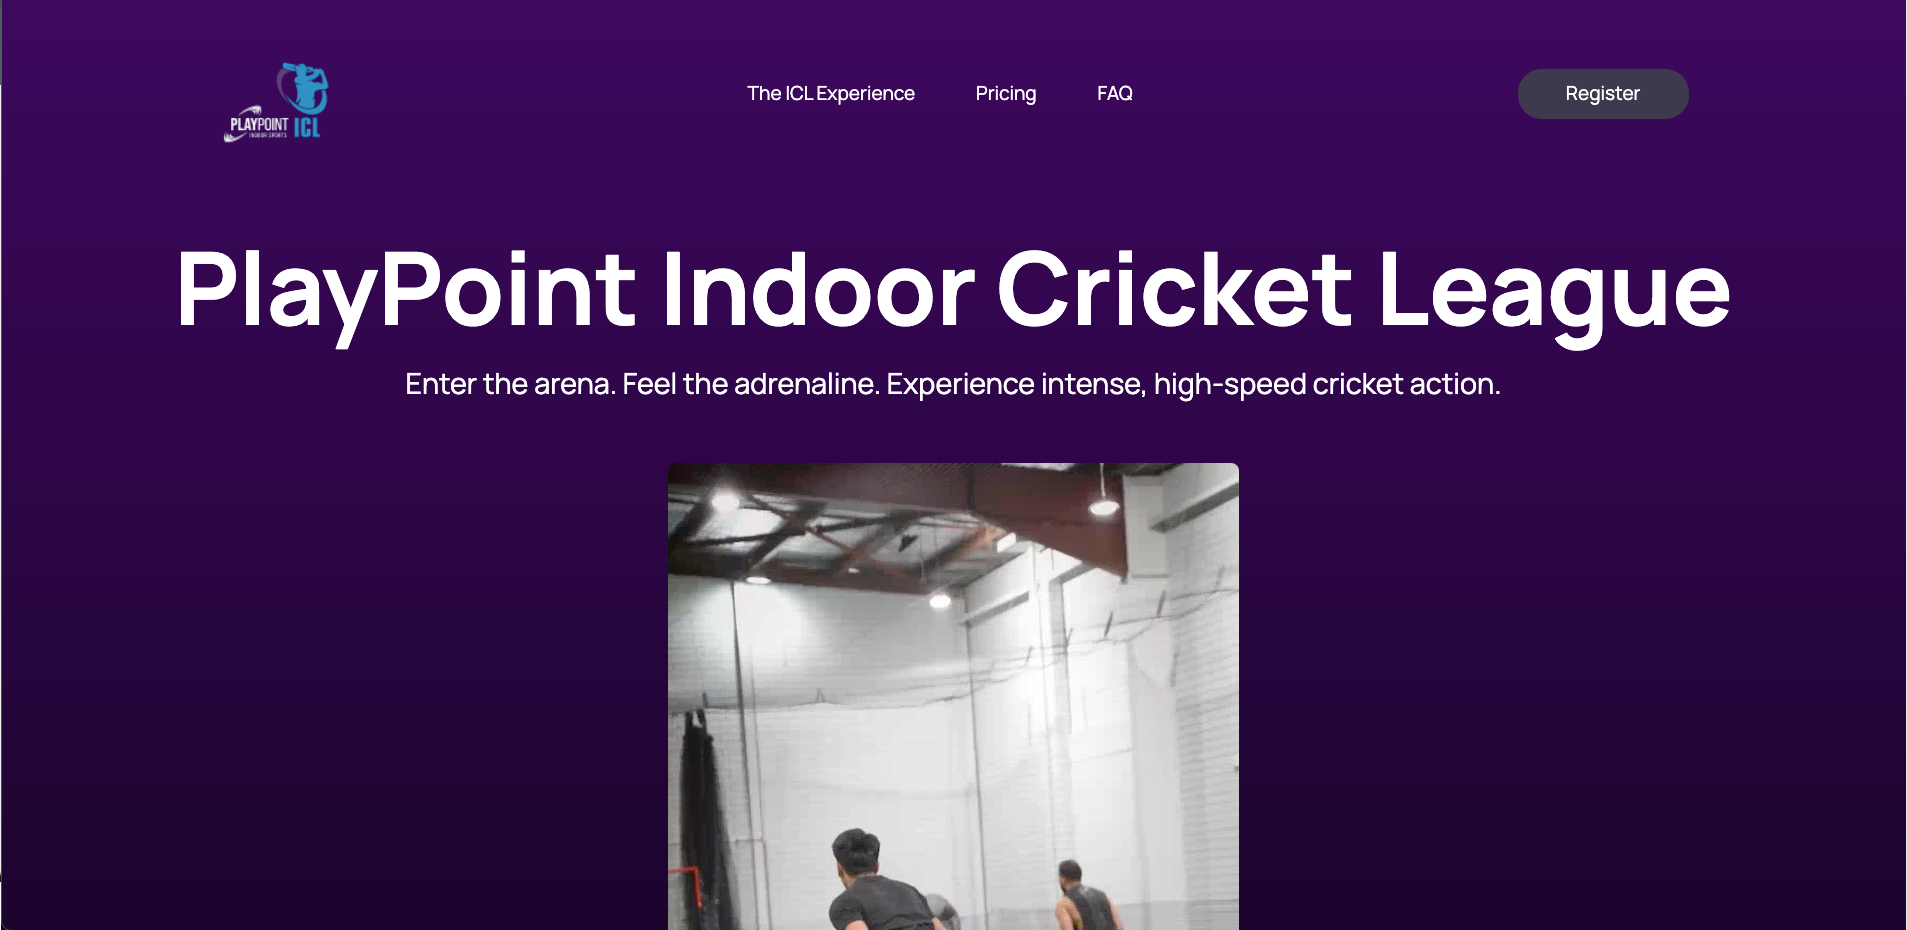 PLAYPOINT ICL
INDOOR SPORTS
The ICL Experience
Pricing
FAQ
Register
PlayPoint Indoor Cricket League
Enter the arena. Feel the adrenaline. Experience intense, high-speed cricket action.